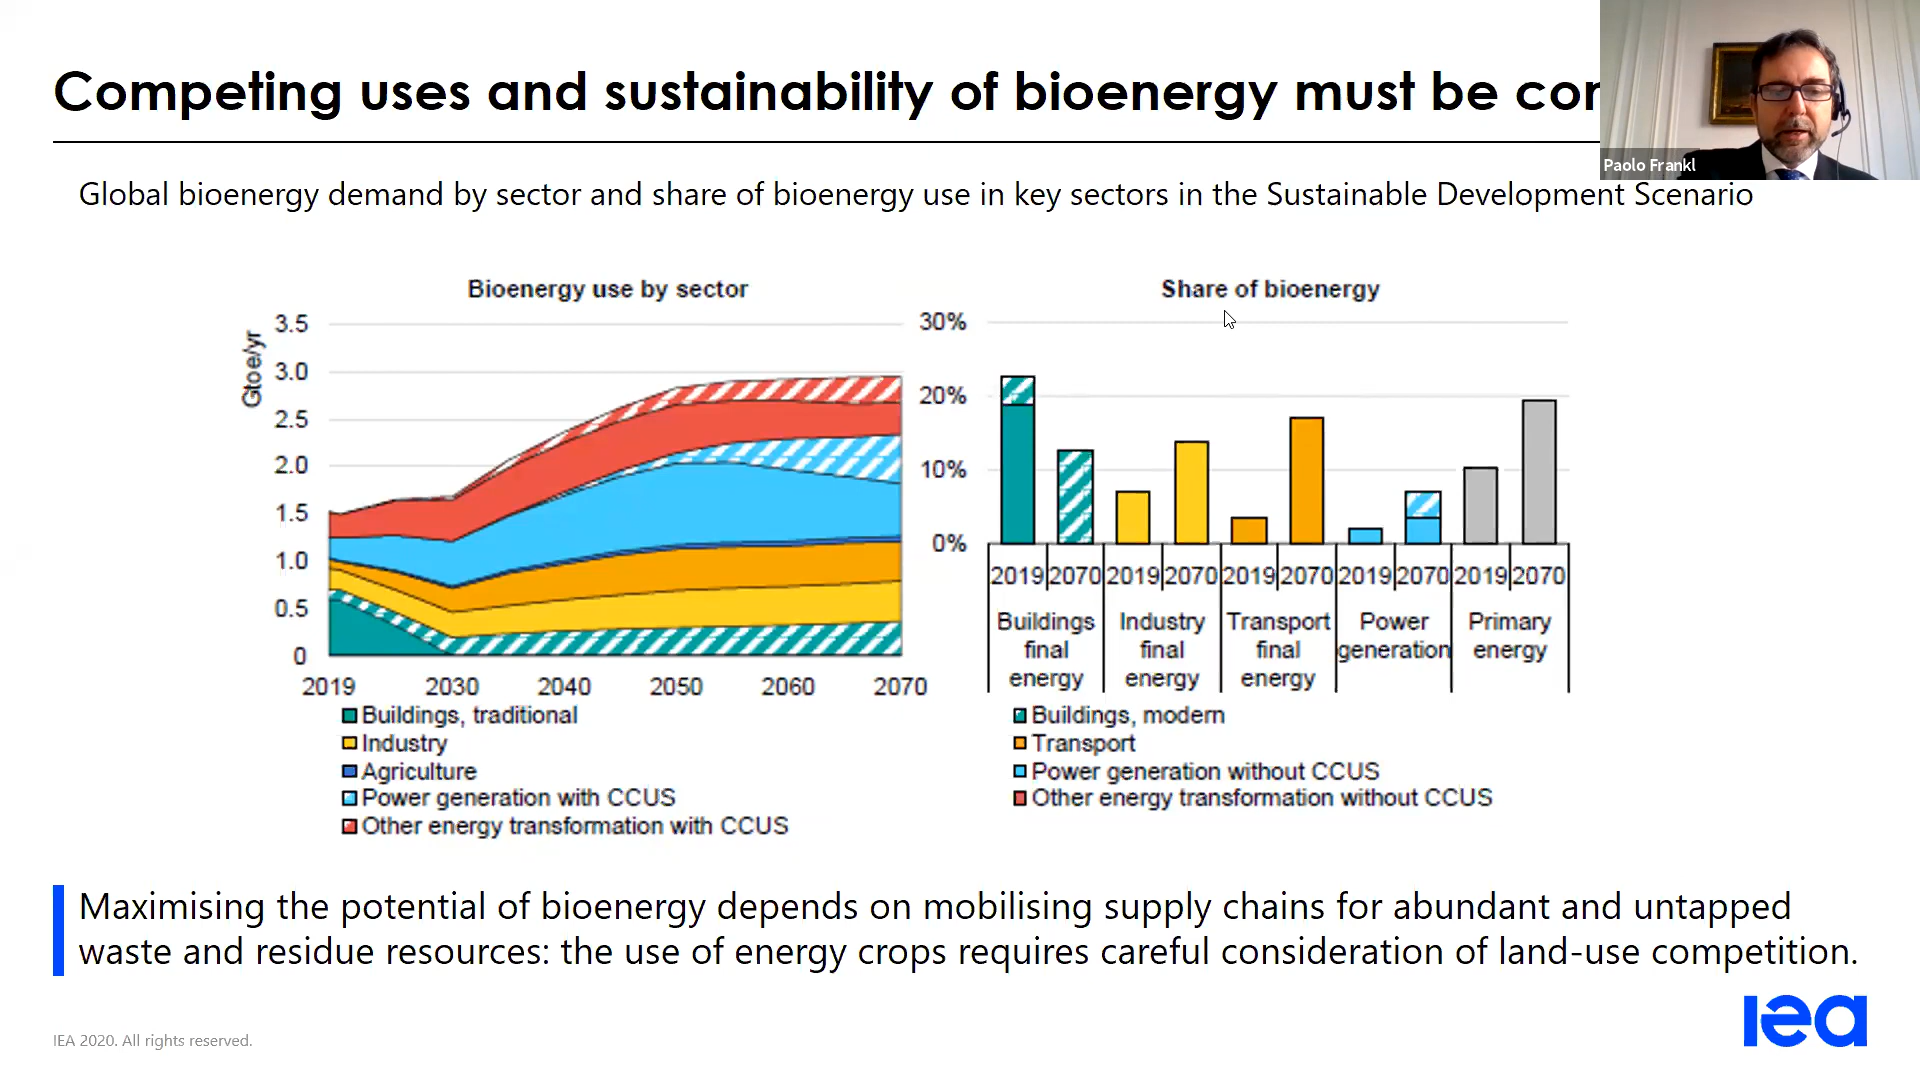 Competing uses and sustainability of bioenergy must be
Paolo Frankl
Global bioenergy demand by sector and share of bioenergy use in key sectors in the Sustainable Development Scenario
Bioenergy use by sector
Gtoe/yr
3.5
3.0
2.5
2.0
1.5
1.0
0.5
0
2019 2030 2040 2050 2060 2070
Buildings, traditional
Industry
Agriculture
Power generation with CCUS
Other energy transformation with CCUS
Share of bioenergy
30%
20%
10%
0%
2019 2070 2019 2070 2019 2070 2019 2070 2019 2070
Buildings final energy
Industry final energy
Transport final energy
Power generation
Primary energy
Buildings, modern
Transport
Power generation without CCUS
Other energy transformation without CCUS
Maximising the potential of bioenergy depends on mobilising supply chains for abundant and untapped
waste and residue resources: the use of energy crops requires careful consideration of land-use competition.
IEA 2020. All rights reserved.
iea